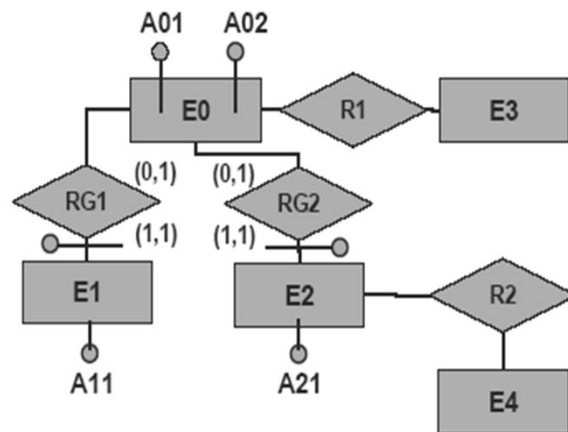 A01 A02
E0 R1 E3
(0,1) (0,1)
RG1 RG2
(1,1) (1,1)
E1 E2 R2
A11 A21
E4